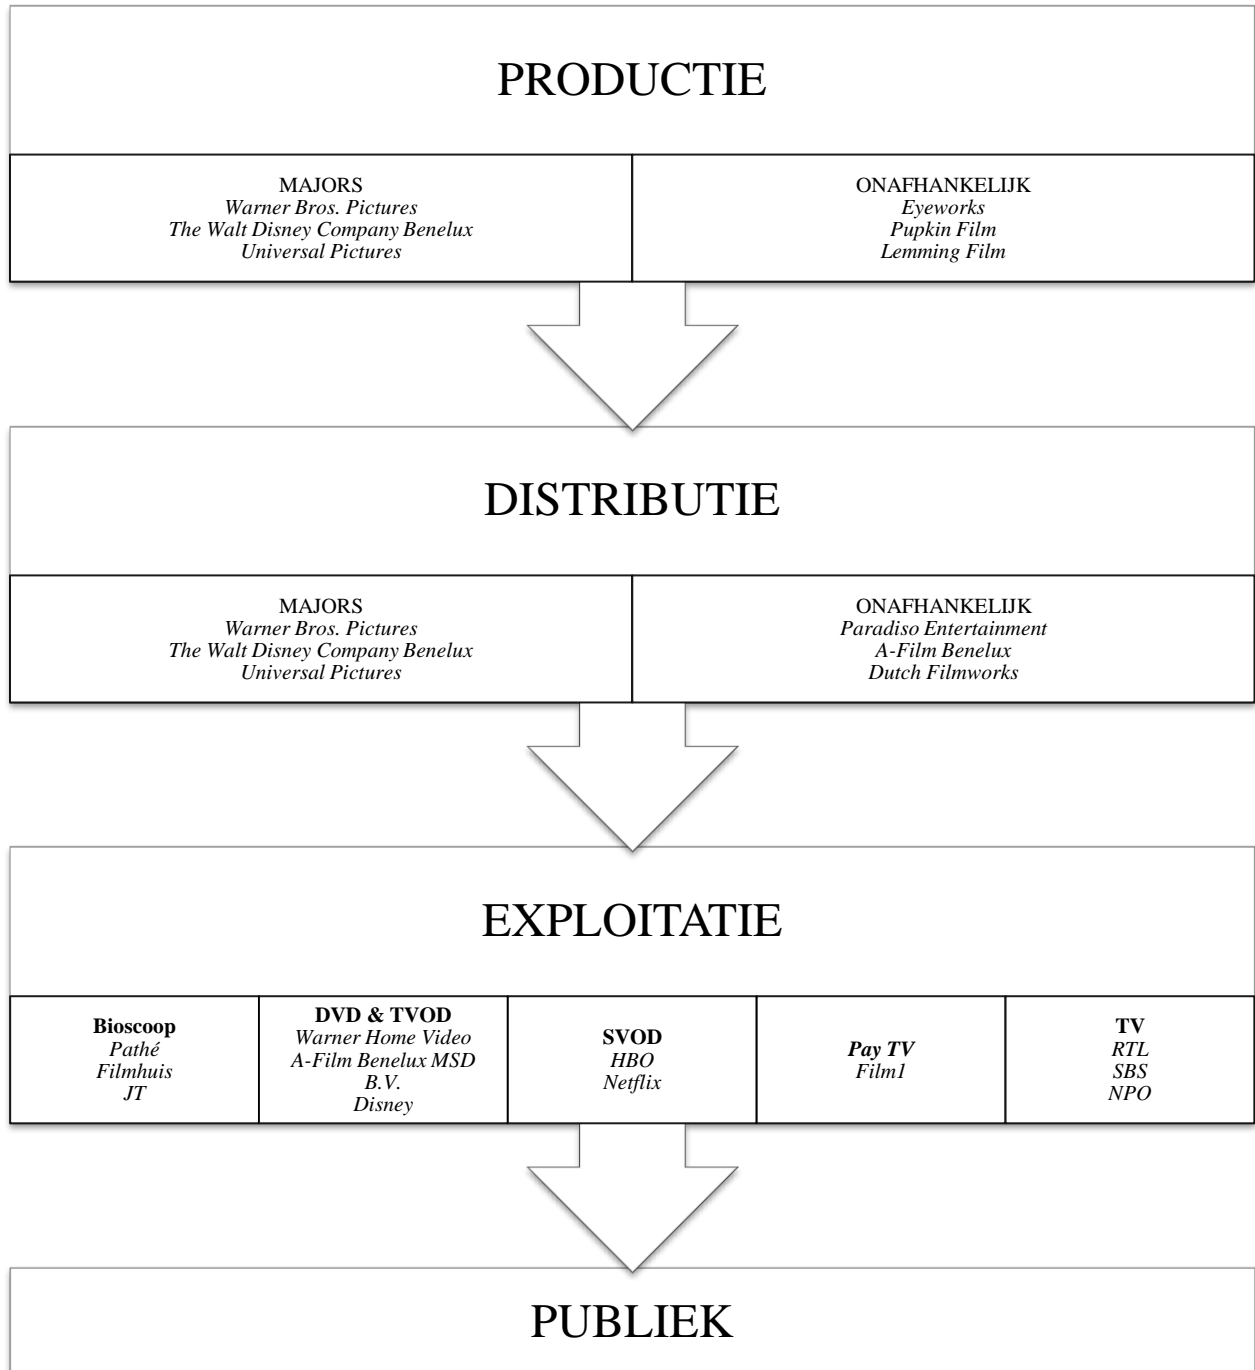 PRODUCTIE
MAJORS
Warner Bros. Pictures
The Walt Disney Company Benelux
Universal Pictures
ONAFHANKELIJK
Eyeworks
Pupkin Film
Lemming Film
DISTRIBUTIE
MAJORS
Warner Bros. Pictures
The Walt Disney Company Benelux
Universal Pictures
ONAFHANKELIJK
Paradiso Entertainment
A-Film Benelux
Dutch Filmworks
EXPLOITATIE
Bioscoop
Pathé
Filmhuis
JT
DVD & TVOD
Warner Home Video
A-Film Benelux MSD
B.V.
Disney
SVOD
HBO
Netflix
Pay TV
Film1
TV
RTL
SBS
NPO
PUBLIEK